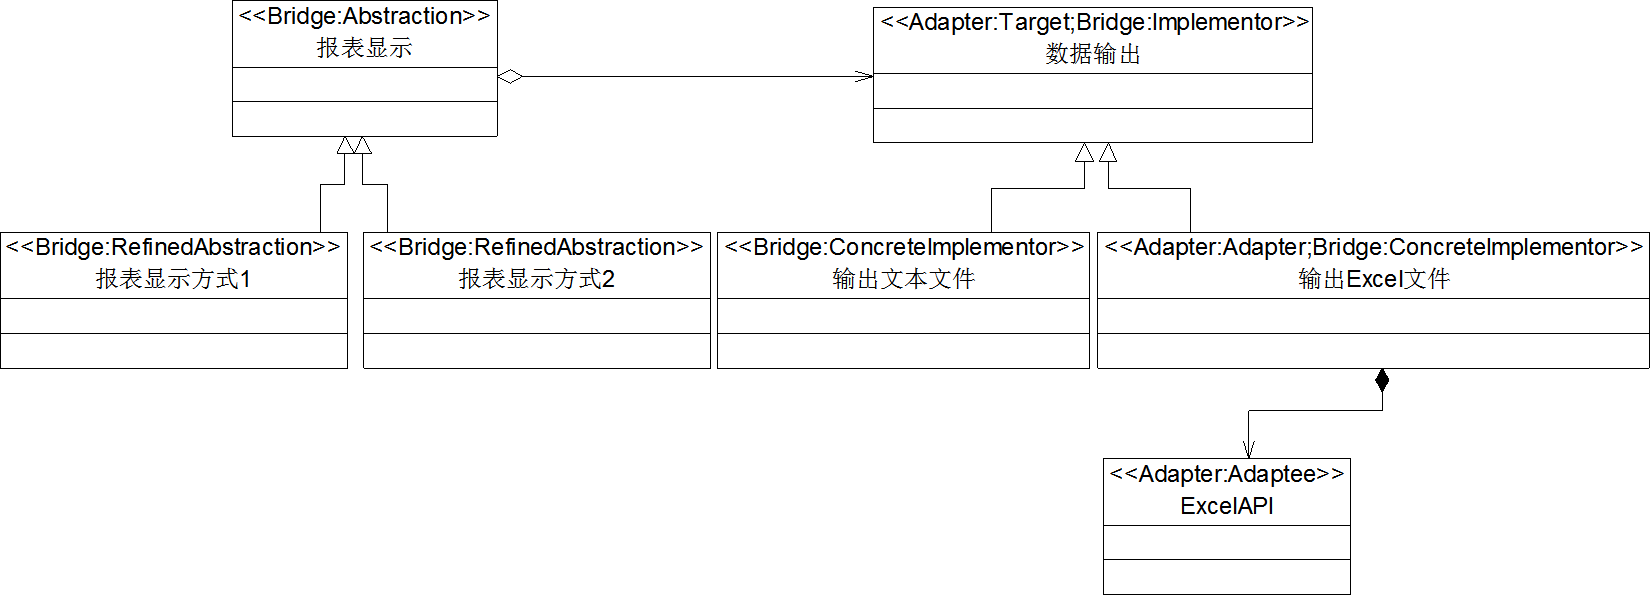 <<Bridge:Abstraction>>
报表显示
<<Adapter:Target;Bridge:Implementor>>
数据输出
<<Bridge:RefinedAbstraction>>
报表显示方式1
<<Bridge:RefinedAbstraction>>
报表显示方式2
<<Bridge:ConcreteImplementor>>
输出文本文件
<<Adapter:Adapter;Bridge:ConcreteImplementor>>
输出Excel文件
<<Adapter:Adaptee>>
ExcelAPI